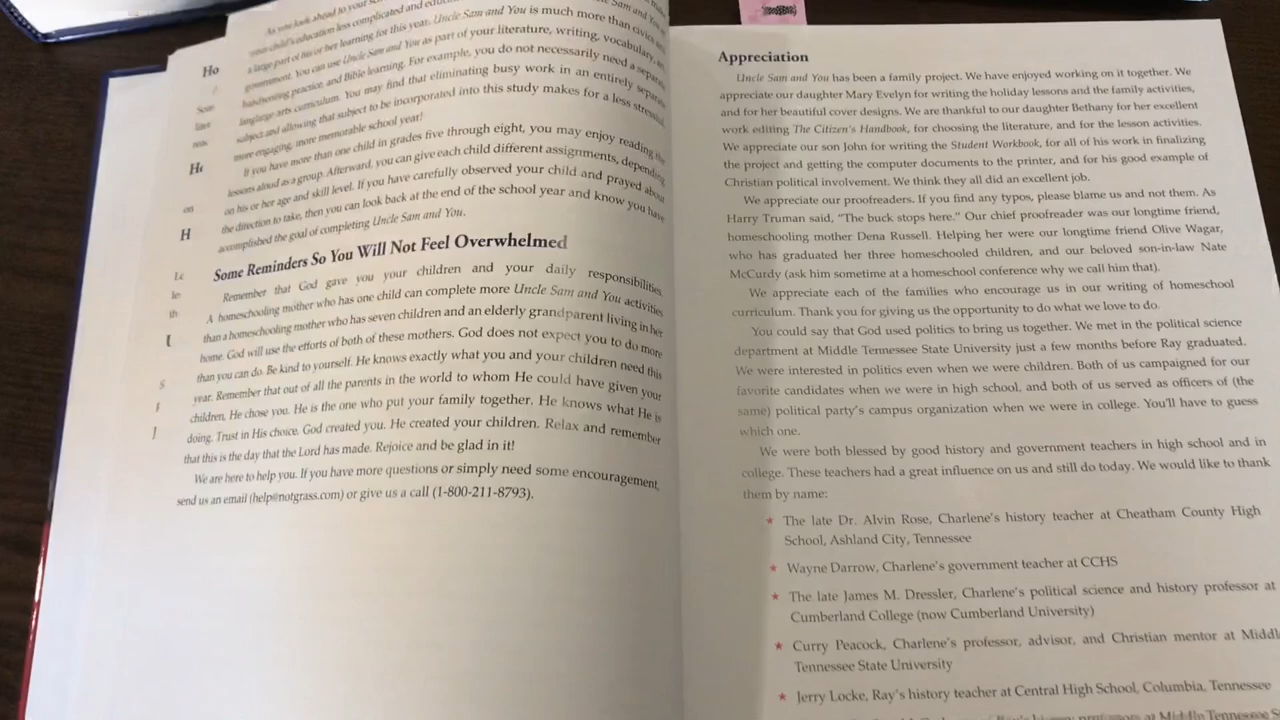 As you look ahead to your
your child's education less complicated and
a large part of his or her learning for this year. Uncle Sam and You is much more than civics and
government. You can use Uncle Sam and You as part of your literature, writing, vocabulary,
handwriting practice, and Bible learning. For example, you do not necessarily need a separate
language arts curriculum. You may find that eliminating busy work in an entirely separate
subject and allowing that subject to be incorporated into this study makes for a less stressful,
more engaging, more memorable school year!
If you have more than one child in grades five through eight, you may enjoy reading the
lessons aloud as a group. Afterward, you can give each child different assignments, depending
on his or her age and skill level. If you have carefully observed your child and prayed about
the direction to take, then you can look back at the end of the school year and know you have
accomplished the goal of completing Uncle Sam and You.
Some Reminders So You Will Not Feel Overwhelmed
Remember that God gave you your children and your daily responsibilities.
A homeschooling mother who has one child can complete more Uncle Sam and You activities
than a homeschooling mother who has seven children and an elderly grandparent living in her
home. God will use the efforts of both of these mothers. God does not expect you to do more
than you can do. Be kind to yourself. He knows exactly what you and your children need this
year. Remember that out of all the parents in the world to whom He could have given your
children, He chose you. He is the one who put your family together. He knows what He is
doing. Trust in His choice. God created you. He created your children. Relax and remember
that this is the day that the Lord has made. Rejoice and be glad in it!
We are here to help you. If you have more questions or simply need some encouragement,
send us an email (help@notgrass.com) or give us a call (1-800-211-8793).
Ho
on
H
Appreciation
Uncle Sam and You has been a family project. We have enjoyed working on it together. We
appreciate our daughter Mary Evelyn for writing the holiday lessons and the family activities,
and for her beautiful cover designs. We are thankful to our daughter Bethany for her excellent
work editing The Citizen's Handbook, for choosing the literature, and for the lesson activities.
We appreciate our son John for writing the Student Workbook, for all of his work in finalizing
the project and getting the computer documents to the printer, and for his good example of
Christian political involvement. We think they all did an excellent job.
We appreciate our proofreaders. If you find any typos, please blame us and not them. As
Harry Truman said, "The buck stops here." Our chief proofreader was our longtime friend,
homeschooling mother Dena Russell. Helping her were our longtime friend Olive Wagar,
who has graduated her three homeschooled children, and our beloved son-in-law Nate
McCurdy (ask him sometime at a homeschool conference why we call him that).
We appreciate each of the families who encourage us in our writing of homeschool
curriculum. Thank you for giving us the opportunity to do what we love to do.
You could say that God used politics to bring us together. We met in the political science
department at Middle Tennessee State University just a few months before Ray graduated.
We were interested in politics even when we were children. Both of us campaigned for our
favorite candidates when we were in high school, and both of us served as officers of (the
same) political party's campus organization when we were in college. You'll have to guess
which one.
We were both blessed by good history and government teachers in high school and in
college. These teachers had a great influence on us and still do today. We would like to thank
them by name:
★ The late Dr. Alvin Rose, Charlene's history teacher at Cheatham County High
School, Ashland City, Tennessee
★ Wayne Darrow, Charlene's government teacher at CCHS
★ The late James M. Dressler, Charlene's political science and history professor at
Cumberland College (now Cumberland University)
★ Curry Peacock, Charlene's professor, advisor, and Christian mentor at Middle
Tennessee State University
★ Jerry Locke, Ray's history teacher at Central High School, Columbia, Tennessee